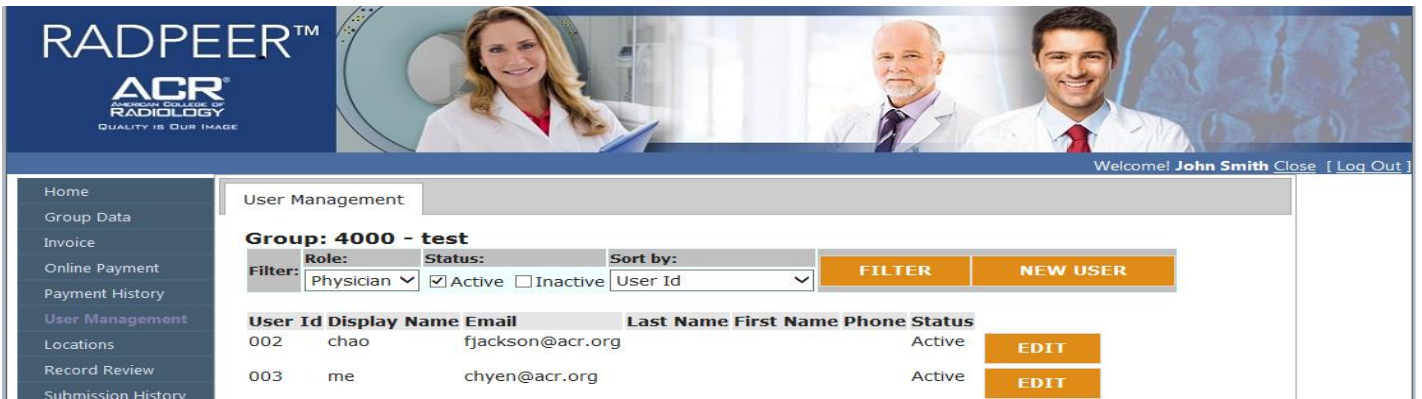 RADPEER™
ACR®
AMERICAN COLLEGE OF
RADIOLOGY
QUALITY IS OUR IMAGE
Welcome! John Smith Close [ Log Out ]
Home
Group Data
Invoice
Online Payment
Payment History
User Management
Locations
Record Review
Submission History
User Management
Group: 4000 - test
Filter: Role: Status: Sort by:
Physician Active Inactive User Id FILTER NEW USER
User Id Display Name Email Last Name First Name Phone Status
002 chao fjackson@acr.org Active EDIT
003 me chyen@acr.org Active EDIT